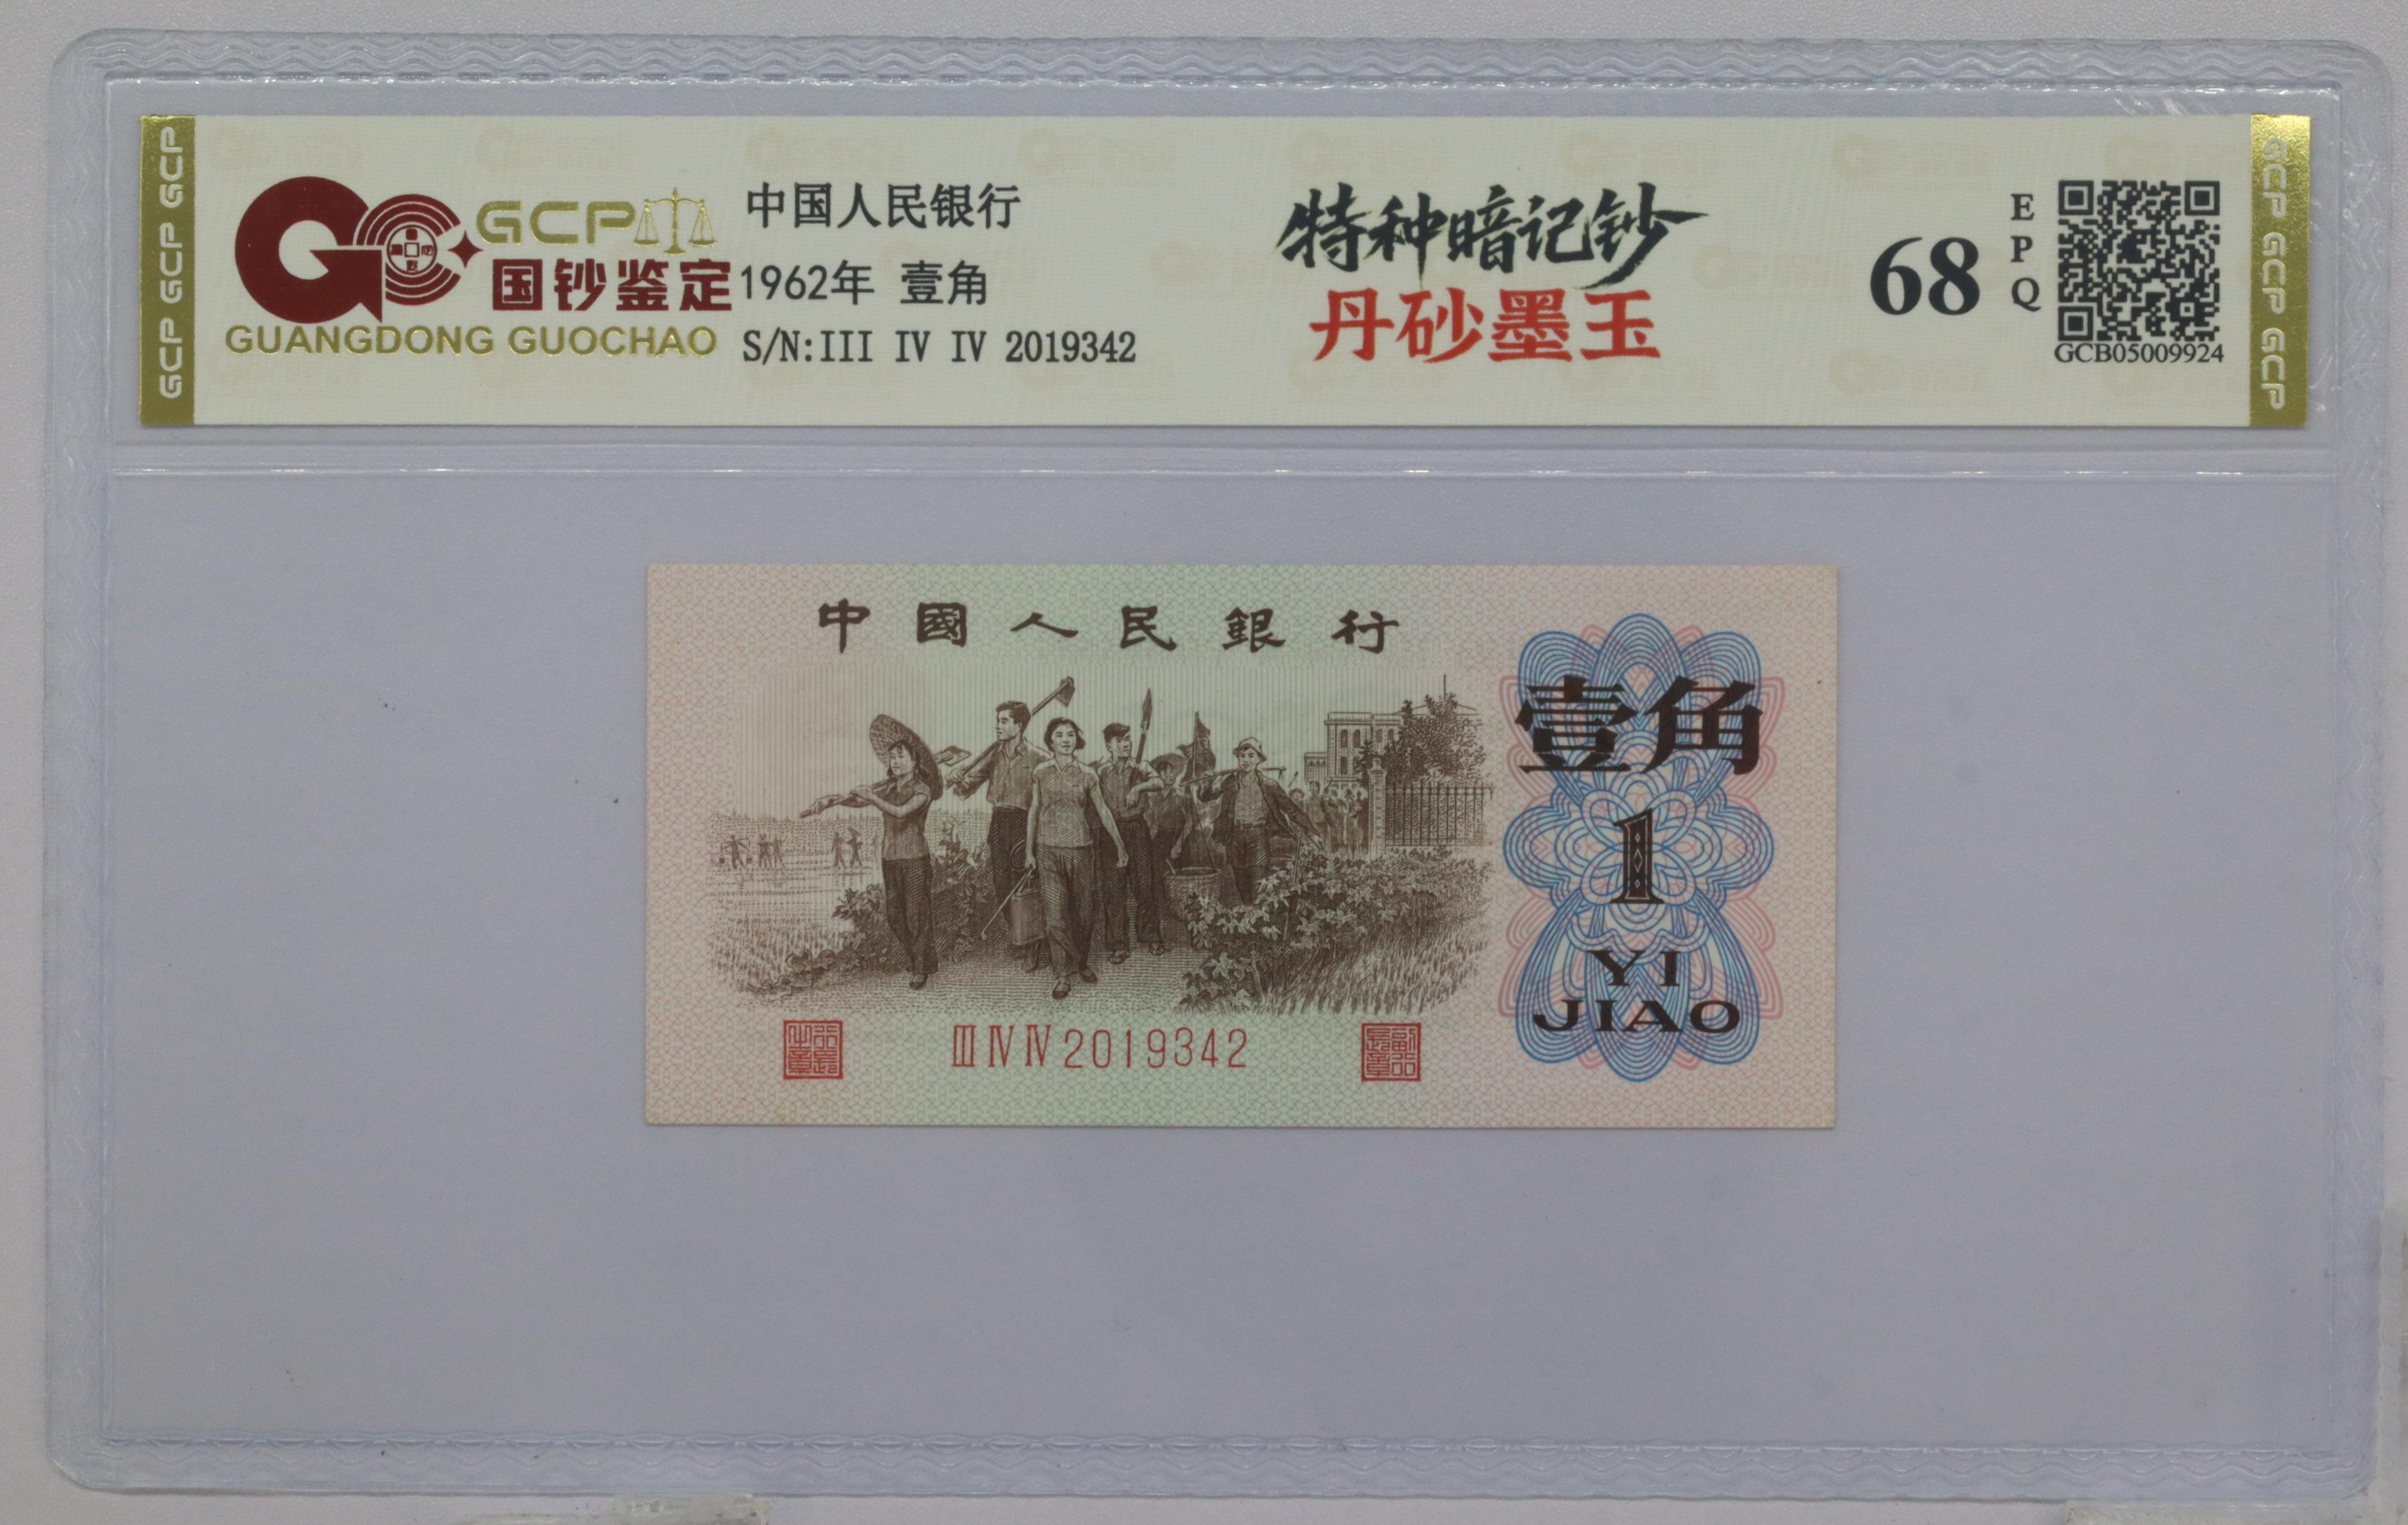 GCP GCP GCP
GCP
国钞鉴定
GUANGDONG GUOCHAO
中国人民银行
1962年 壹角
S/N:III IV IV 2019342
特种暗记钞
丹砂墨玉
68
EPQ
GCB05009924
GCP GCP GCP
中國人民銀行
壹角
1
YI
JIAO
ⅢⅣⅣ2019342